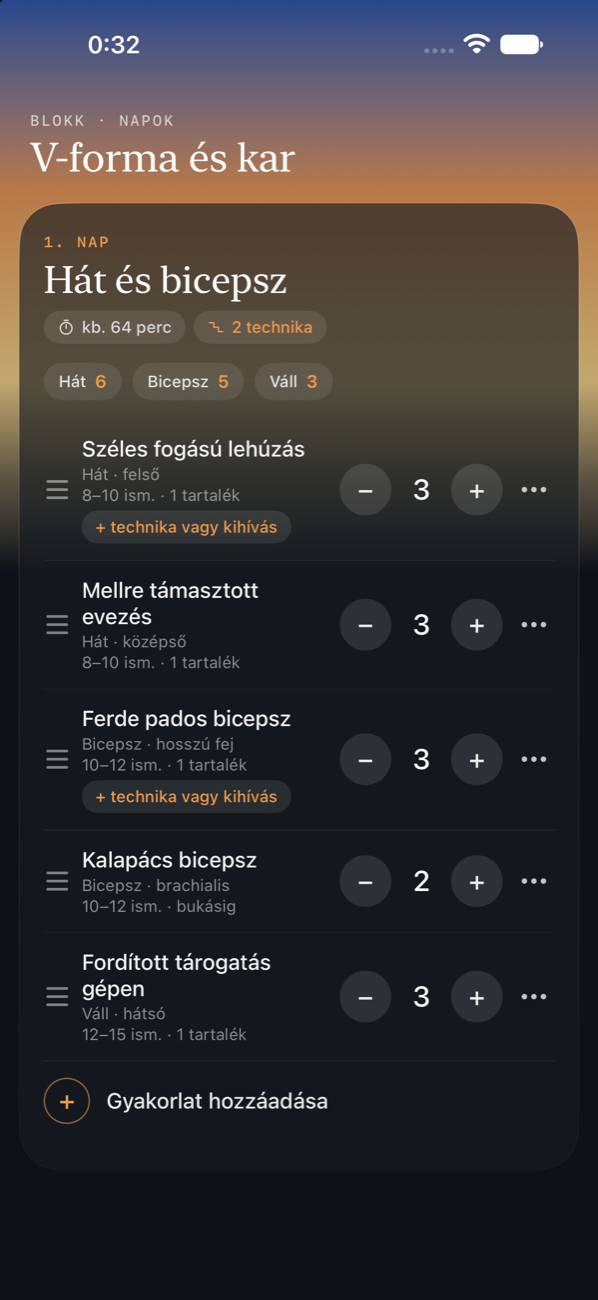 0:32
BLOKK · NAPOK
V-forma és kar
1. NAP
Hát és bicepsz
kb. 64 perc
2 technika
Hát 6
Bicepsz 5
Váll 3
Széles fogású lehúzás
Hát · felső
8–10 ism. · 1 tartalék
+ technika vagy kihívás
– 3 + •••
Mellre támasztott
evezés
Hát · középső
8–10 ism. · 1 tartalék
– 3 + •••
Ferde pados bicepsz
Bicepsz · hosszú fej
10–12 ism. · 1 tartalék
+ technika vagy kihívás
– 3 + •••
Kalapács bicepsz
Bicepsz · brachialis
10–12 ism. · bukásig
– 2 + •••
Fordított tárogatás
gépen
Váll · hátsó
12–15 ism. · 1 tartalék
– 3 + •••
+ Gyakorlat hozzáadása